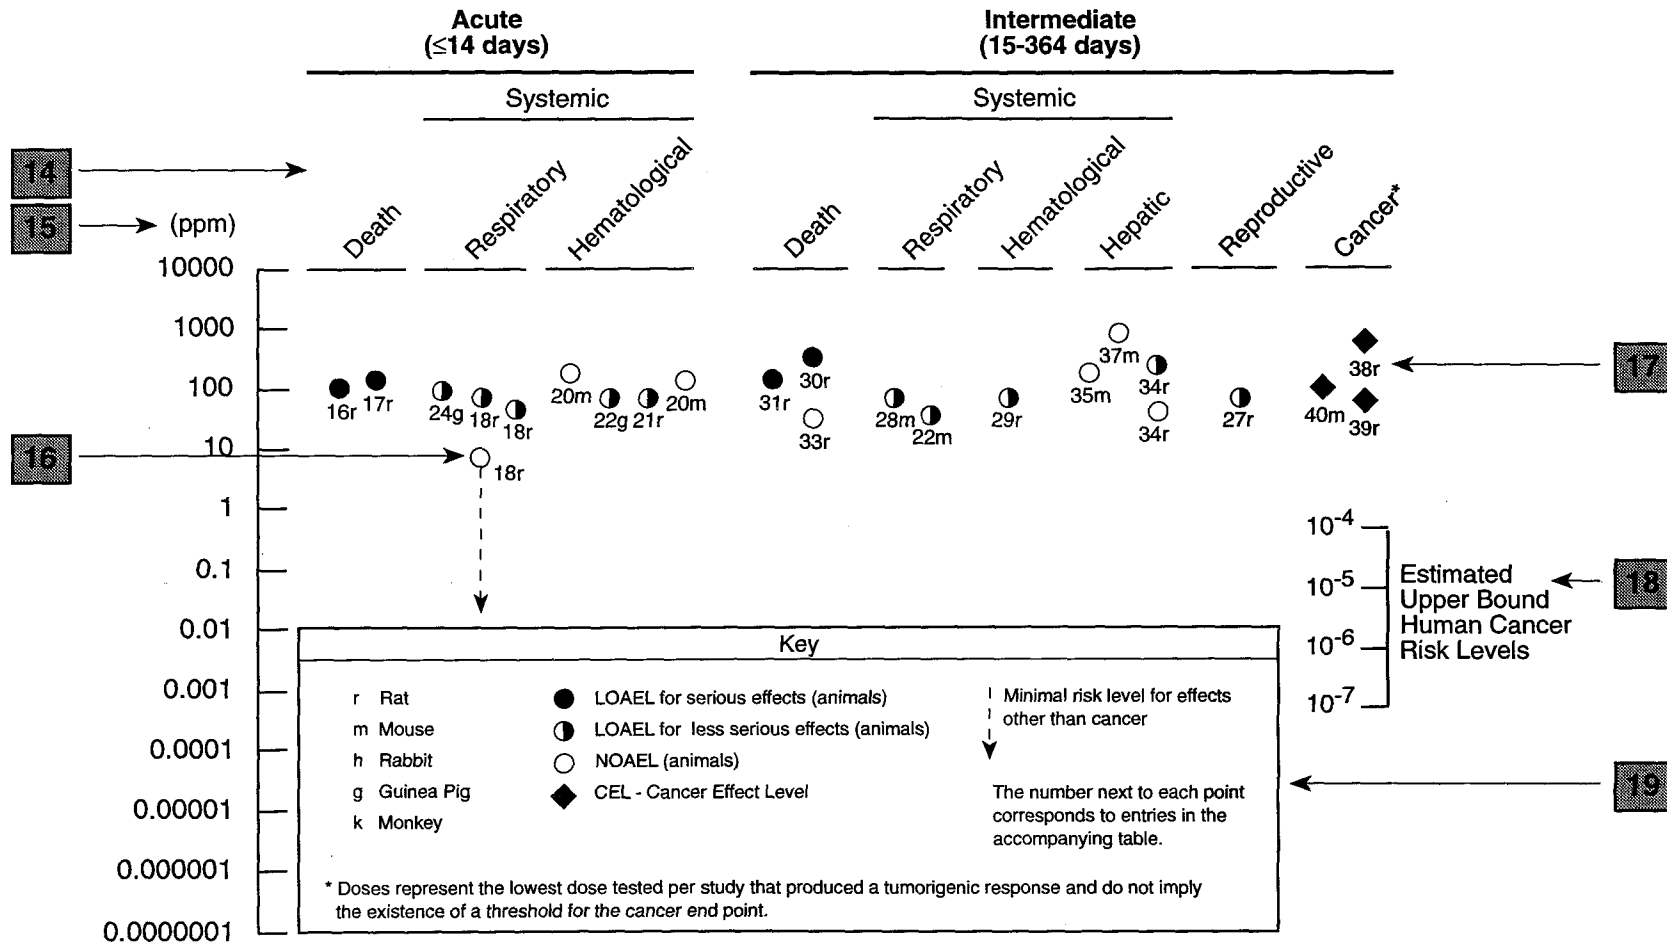 Acute
(≤14 days)
Intermediate
(15-364 days)
Systemic
Systemic
14
15
(ppm)
Death
Respiratory
Hematological
Death
Respiratory
Hematological
Hepatic
Reproductive
Cancer*
10000
1000
100
10
1
0.1
0.01
0.001
0.0001
0.00001
0.000001
0.0000001
16r
17r
24g
18r
18r
18r
20m
22g
21r
20m
31r
30r
33r
28m
22m
29r
35m
37m
34r
34r
27r
40m
38r
39r
16
17
18
19
10-4
10-5
10-6
10-7
Estimated
Upper Bound
Human Cancer
Risk Levels
Key
r Rat
m Mouse
h Rabbit
g Guinea Pig
k Monkey
LOAEL for serious effects (animals)
LOAEL for less serious effects (animals)
NOAEL (animals)
CEL - Cancer Effect Level
Minimal risk level for effects
other than cancer
The number next to each point
corresponds to entries in the
accompanying table.
* Doses represent the lowest dose tested per study that produced a tumorigenic response and do not imply
the existence of a threshold for the cancer end point.